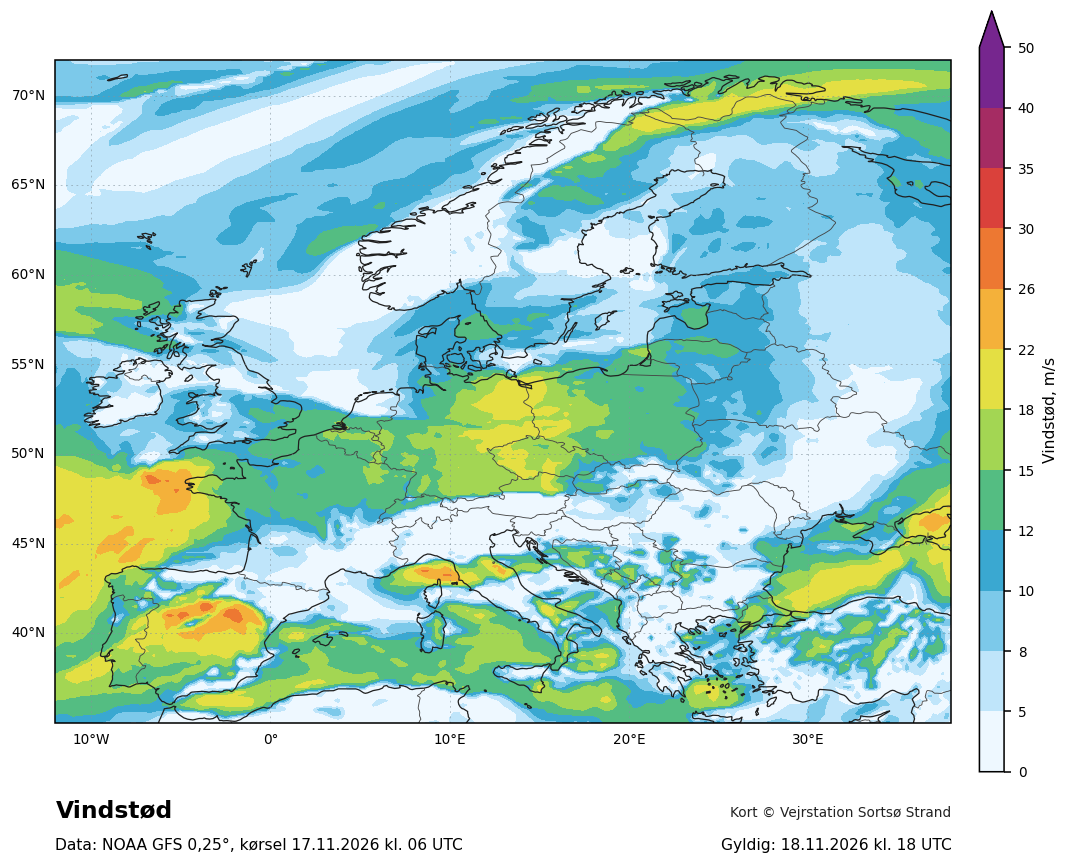 50
40
35
30
26
22
18
15
12
10
8
5
0
Vindstød, m/s
70°N
65°N
60°N
55°N
50°N
45°N
40°N
10°W
0°
10°E
20°E
30°E
Vindstød
Kort © Vejrstation Sortsø Strand
Data: NOAA GFS 0,25°, kørsel 17.11.2026 kl. 06 UTC
Gyldig: 18.11.2026 kl. 18 UTC